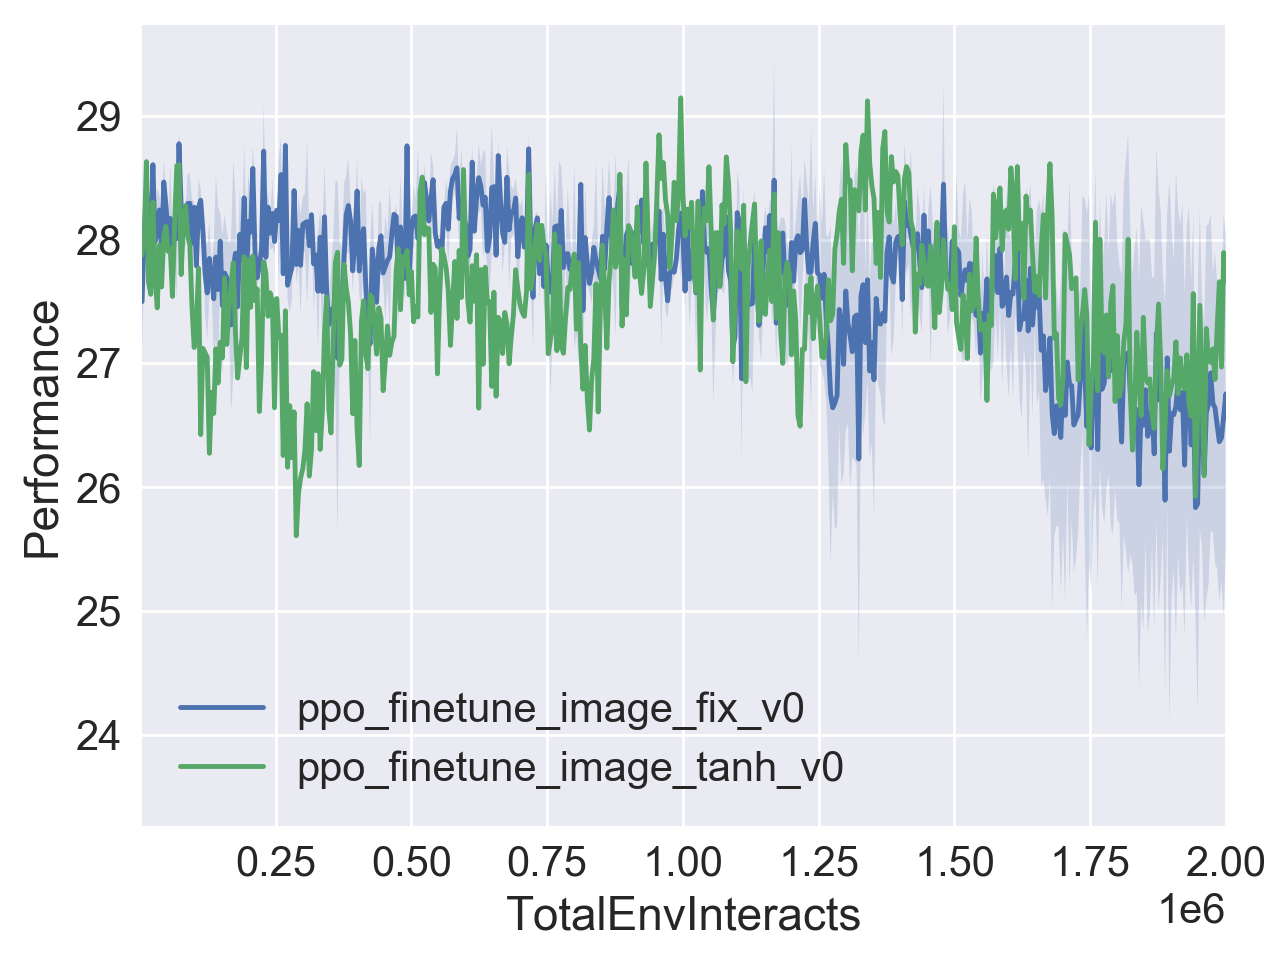 29
28
27
26
25
24
Performance
ppo_finetune_image_fix_v0
ppo_finetune_image_tanh_v0
0.25 0.50 0.75 1.00 1.25 1.50 1.75 2.00
1e6
TotalEnvInteracts